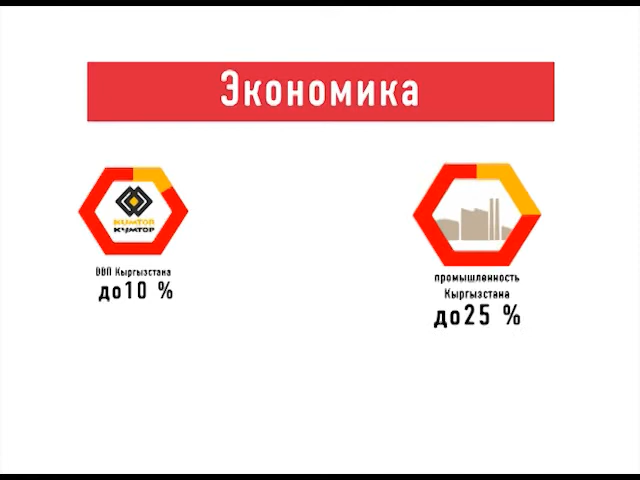 Экономика
KUMTOR
КУМТОР
ВВП Кыргызстана
до10 %
промышленность
Кыргызстана
до25 %